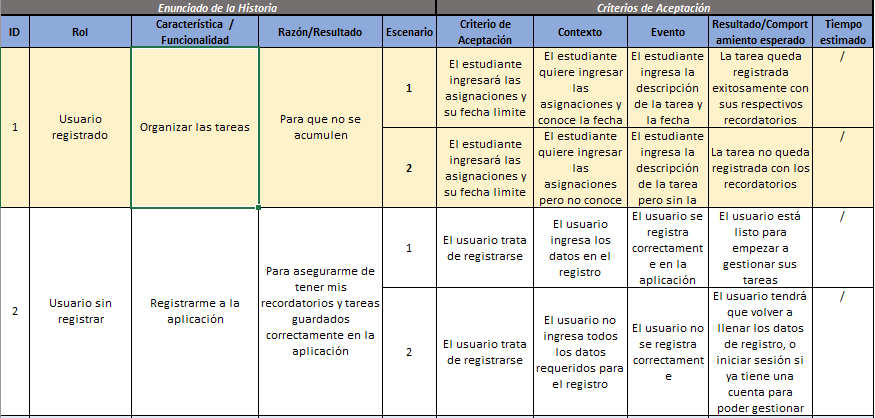 Enunciado de la Historia
Criterios de Aceptación
ID
Rol
Característica /
Funcionalidad
Razón/Resultado
Escenario
Criterio de
Aceptación
Contexto
Evento
Resultado/Comport
amiento esperado
Tiempo
estimado
1
Usuario
registrado
Organizar las tareas
Para que no se
acumulen
1
El estudiante
ingresará las
asignaciones y
su fecha limite
El estudiante
quiere ingresar
las
asignaciones y
conoce la fecha
El estudiante
ingresa la
descripción
de la tarea y
la fecha
La tarea queda
registrada
exitosamente con
sus respectivos
recordatorios
/
2
El estudiante
ingresará las
asignaciones y
su fecha limite
El estudiante
quiere ingresar
las
asignaciones
pero no conoce
El estudiante
ingresa la
descripción
de la tarea
pero sin la
La tarea no queda
registrada con los
recordatorios
/
2
Usuario sin
registrar
Registrarme a la
aplicación
Para asegurarme de
tener mis
recordatorios y tareas
guardados
correctamente en la
aplicación
1
El usuario trata
de registrarse
El usuario
ingresa los
datos en el
registro
El usuario se
registra
correctament
e en la
aplicación
El usuario está
listo para
empezar a
gestionar sus
tareas
/
2
El usuario trata
de registrarse
El usuario no
ingresa todos
los datos
requeridos para
el registro
El usuario no
se registra
correctament
e
El usuario tendrá
que volver a
llenar los datos
de registro, o
iniciar sesión si
ya tiene una
cuenta para
poder gestionar
/